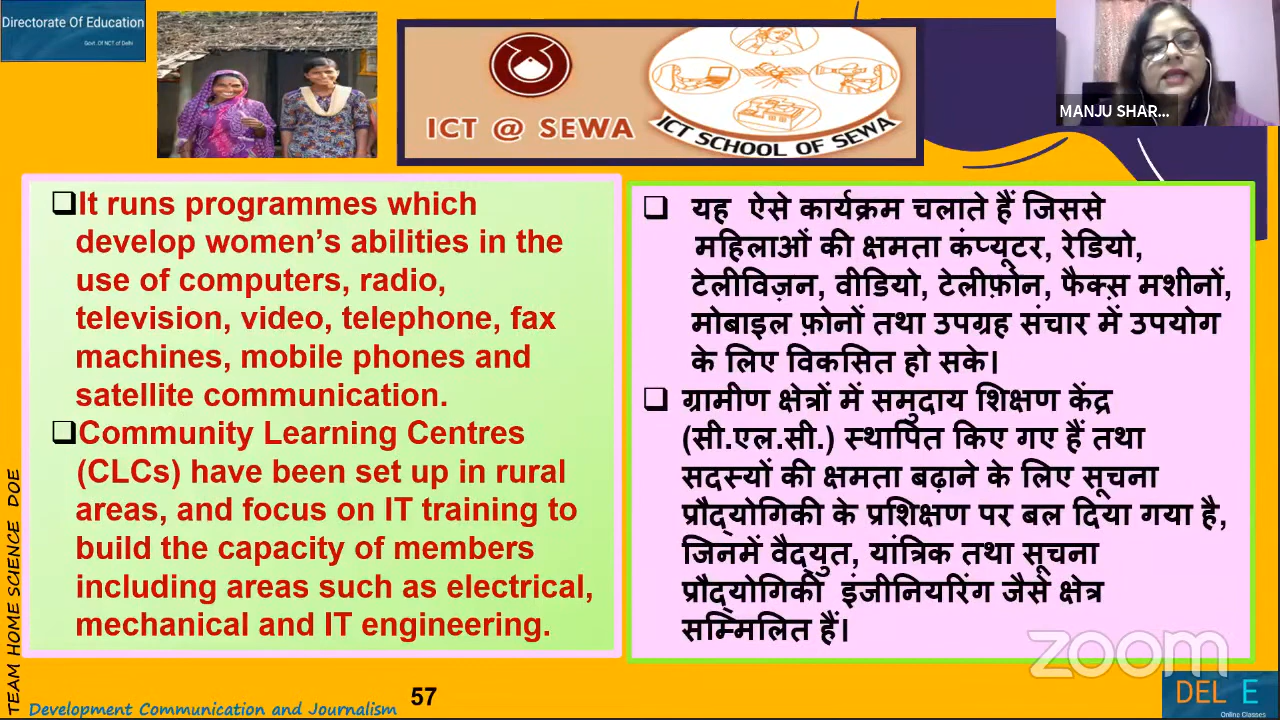 Directorate Of Education
Govt .Of NCT of Delhi
ICT @ SEWA
ICT SCHOOL OF SEWA
MANJU SHAR...
❑It runs programmes which
develop women’s abilities in the
use of computers, radio,
television, video, telephone, fax
machines, mobile phones and
satellite communication.
❑Community Learning Centres
(CLCs) have been set up in rural
areas, and focus on IT training to
build the capacity of members
including areas such as electrical,
mechanical and IT engineering.
❑ यह ऐसे कार्यक्रम चलाते हैं जिससे
महिलाओं की क्षमता कंप्यूटर, रेडियो,
टेलीविज़न, वीडियो, टेलीफ़ोन, फैक्स़ मशीनों,
मोबाइल फ़ोनों तथा उपग्रह संचार में उपयोग
के लिए विकसित हो सके।
❑ ग्रामीण क्षेत्रों में समुदाय शिक्षण केंद्र
(सी.एल.सी.) स्थापित किए गए हैं तथा
सदस्यों की क्षमता बढ़ाने के लिए सूचना
प्रौद्योगिकी के प्रशिक्षण पर बल दिया गया है,
जिनमें वैद्युत, यांत्रिक तथा सूचना
प्रौद्योगिकी इंजीनियरिंग जैसे क्षेत्र
सम्मिलित हैं।
zoom
TEAM HOME SCIENCE DOE
Development Communication and Journalism
57
DEL E
Online Classes